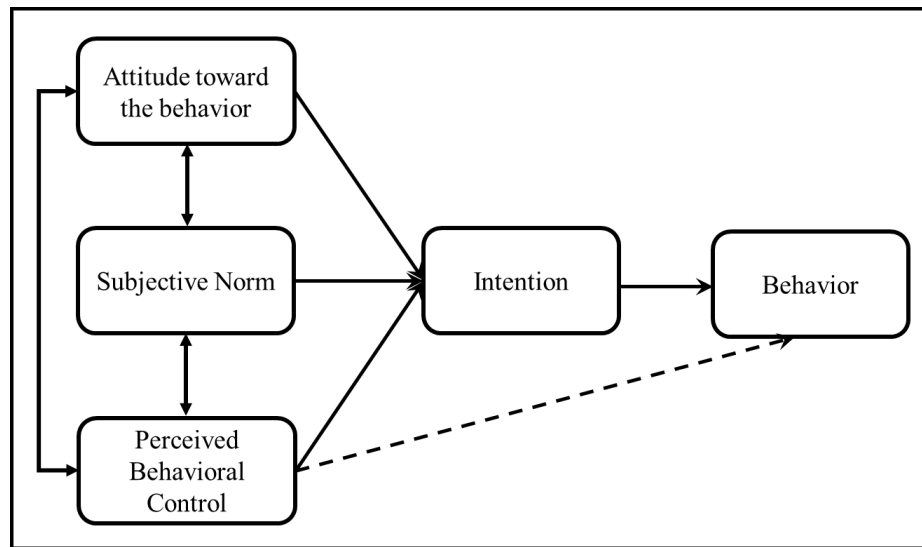 Attitude toward
the behavior
Subjective Norm
Intention
Behavior
Perceived
Behavioral
Control